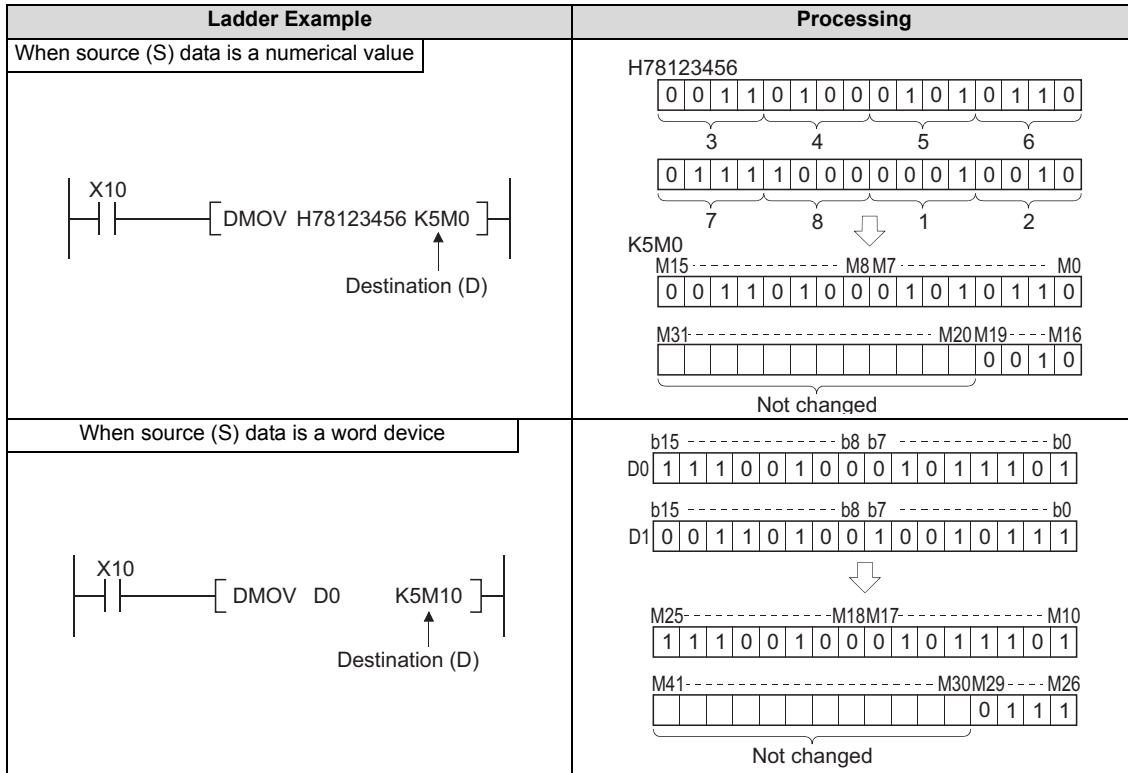 Ladder Example
Processing
When source (S) data is a numerical value
X10
DMOV H78123456 K5M0
Destination (D)
H78123456
0 0 1 1 0 1 0 0 0 1 0 1 0 1 1 0
3 4 5 6
0 1 1 1 1 0 0 0 0 0 0 1 0 0 1 0
7 8 1 2
K5M0
M15 M8 M7 M0
0 0 1 1 0 1 0 0 0 1 0 1 0 1 1 0
M31 M20 M19 M16
0 0 1 0
Not changed
When source (S) data is a word device
X10
DMOV D0 K5M10
Destination (D)
b15 b8 b7 b0
D0 1 1 1 0 0 1 0 0 0 1 0 1 1 1 0 1
b15 b8 b7 b0
D1 0 0 1 1 0 1 0 0 1 0 0 1 0 1 1 1
M25 M18 M17 M10
1 1 1 0 0 1 0 0 0 1 0 1 1 1 0 1
M41 M30 M29 M26
0 1 1 1
Not changed